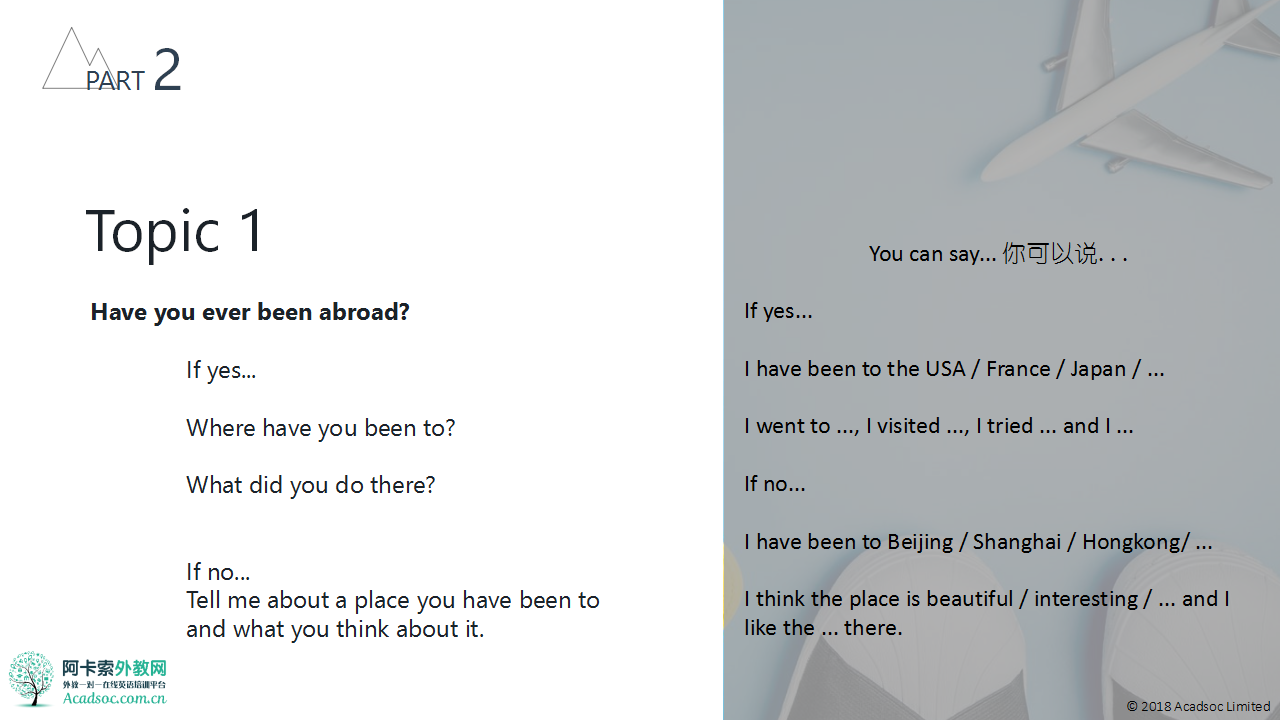 PART 2
Topic 1
Have you ever been abroad?
If yes...
Where have you been to?
What did you do there?
If no...
Tell me about a place you have been to
and what you think about it.
You can say... 你可以说. . .
If yes...
I have been to the USA / France / Japan / ...
I went to ..., I visited ..., I tried ... and I ...
If no...
I have been to Beijing / Shanghai / Hongkong/ ...
I think the place is beautiful / interesting / ... and I
like the ... there.
阿卡索外教网
外教一对一在线英语培训平台
Acadsoc.com.cn
© 2018 Acadsoc Limited